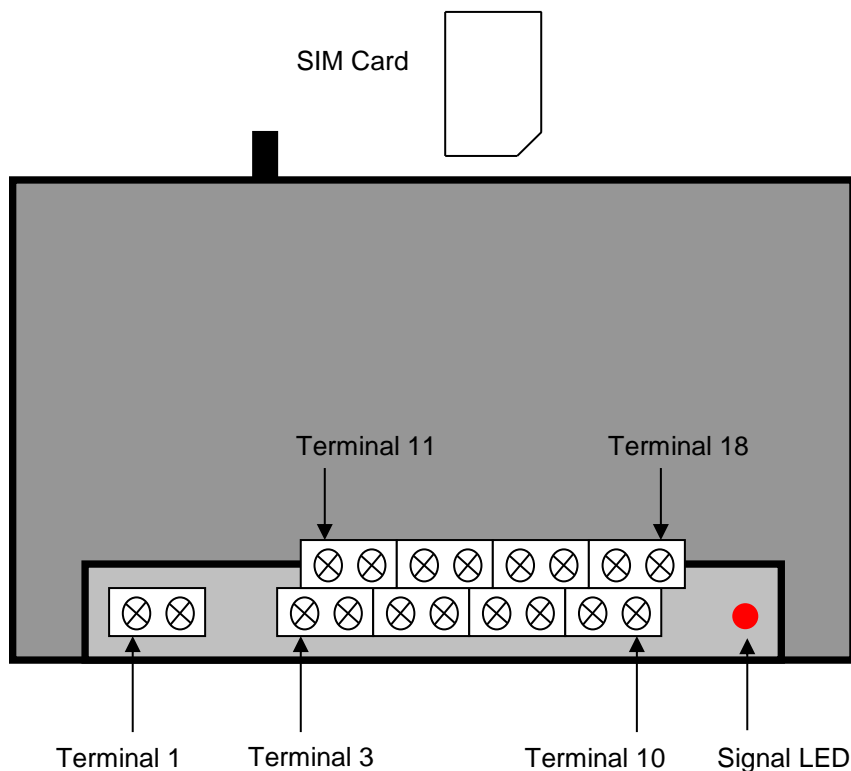 SIM Card
Terminal 11
Terminal 18
Terminal 1
Terminal 3
Terminal 10
Signal LED